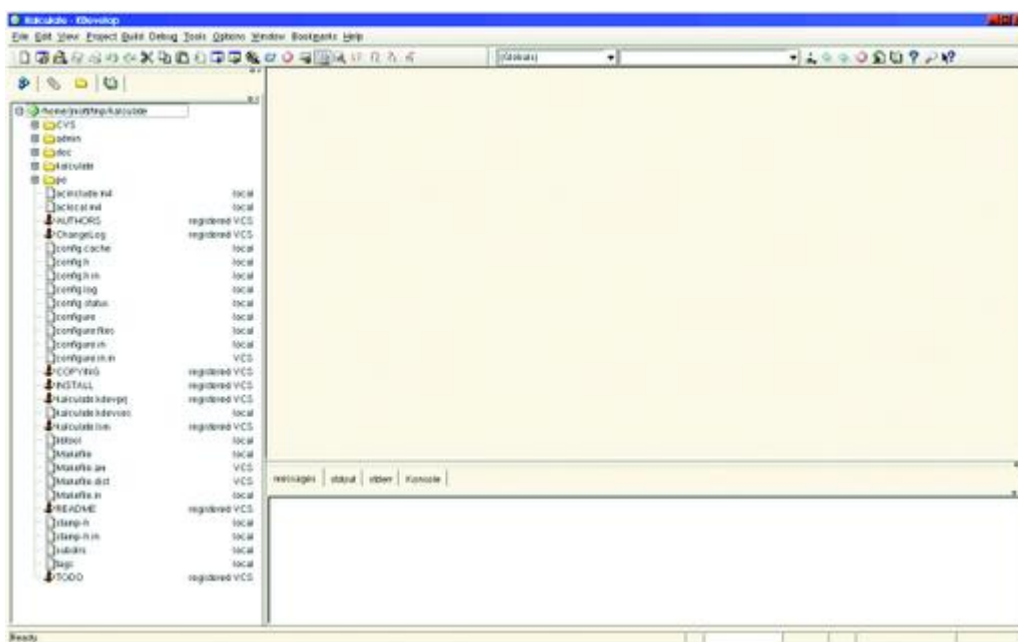 Kalculate - KDevelop
File Edit View Project Build Debug Tools Options Window Bookmarks Help
(Globals)
/home/matt/tmp/kalculate
CVS
admin
doc
kalculate
po
acinclude.m4 local
aclocal.m4 local
AUTHORS registered VCS
ChangeLog registered VCS
config.cache local
config.h local
config.h.in local
config.log local
config.status local
configure local
configure.files local
configure.in local
configure.in.in VCS
COPYING registered VCS
INSTALL registered VCS
kalculate.kdevprj registered VCS
kalculate.kdevses local
kalculate.lsm registered VCS
libtool local
Makefile local
Makefile.am VCS
Makefile.dist VCS
Makefile.in local
README registered VCS
stamp-h local
stamp-h.in local
subdirs local
tags local
TODO registered VCS
messages stdout stderr Konsole
Ready